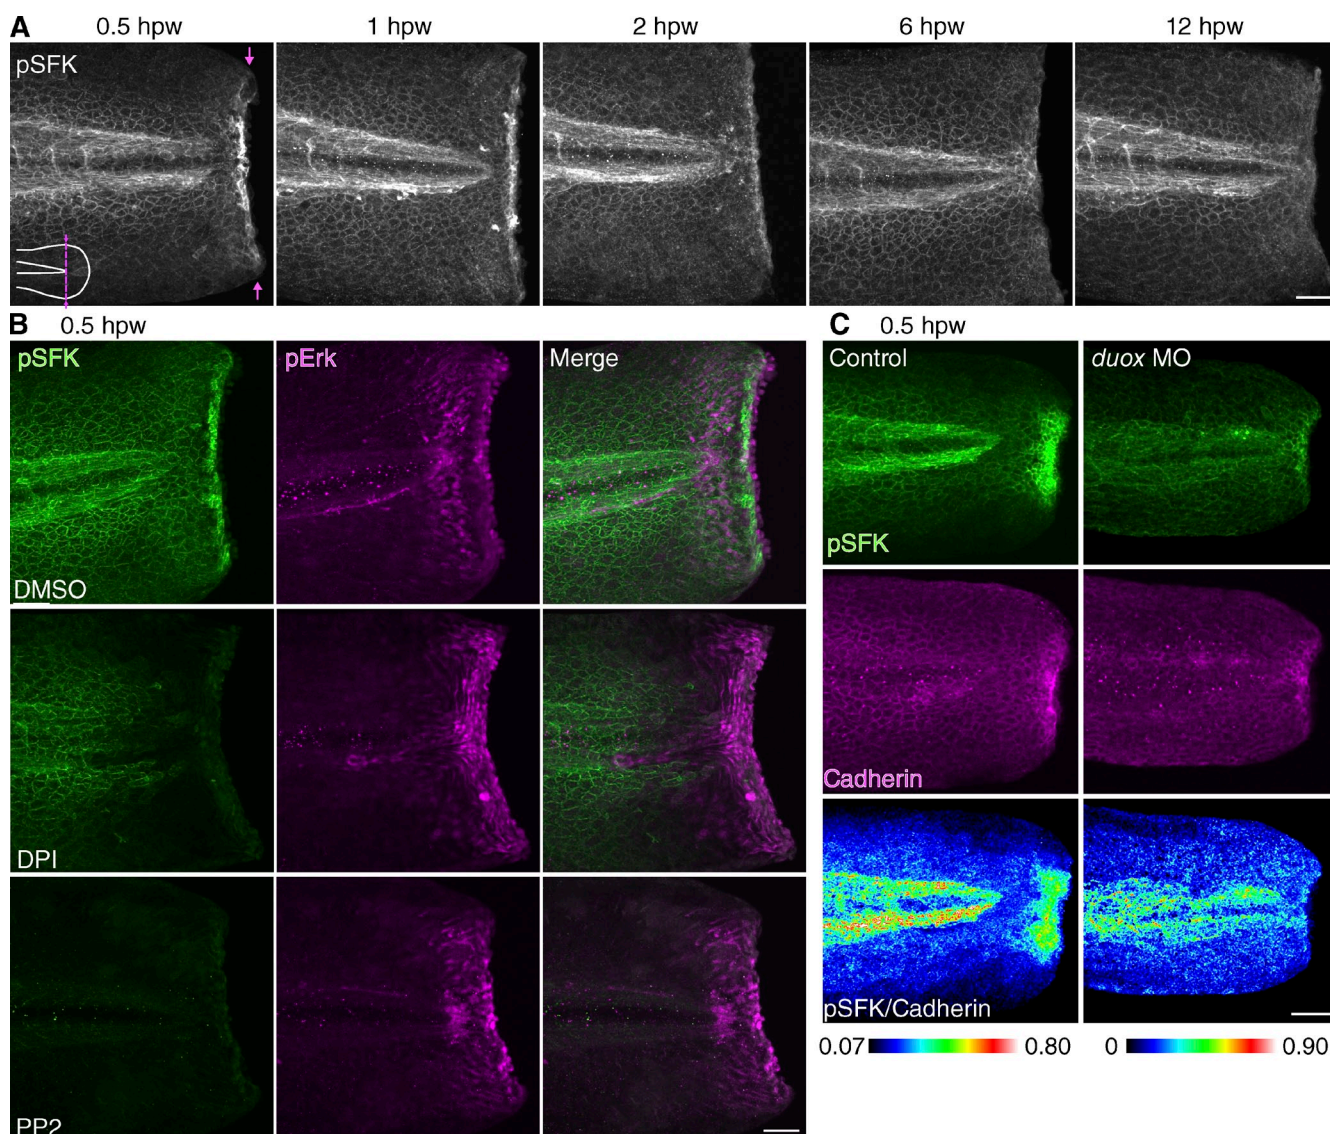 A
0.5 hpw 1 hpw 2 hpw 6 hpw 12 hpw
pSFK
B 0.5 hpw
pSFK pErk Merge
DMSO
DPI
PP2
C 0.5 hpw
Control duox MO
pSFK
Cadherin
pSFK/Cadherin
0.07 0.80 0 0.90